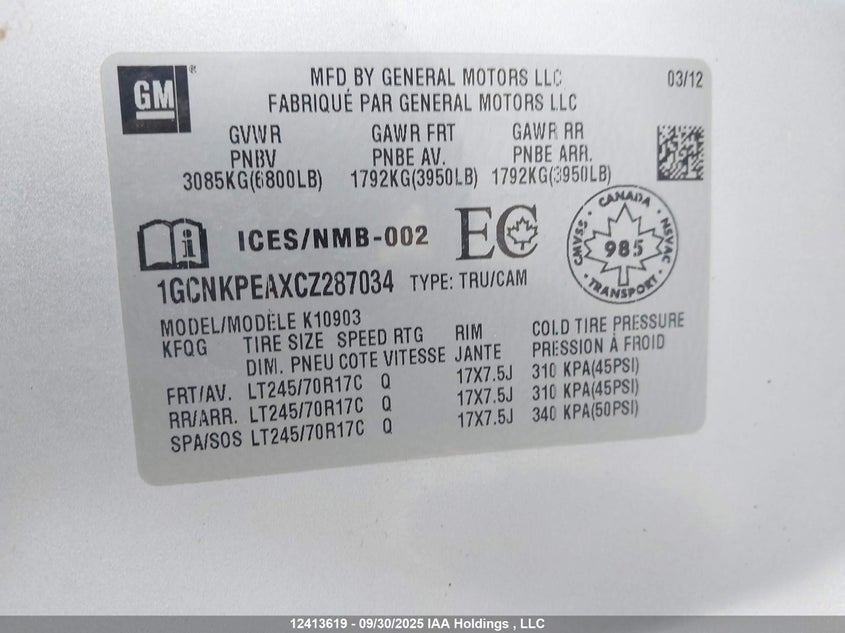 GM
®
MFD BY GENERAL MOTORS LLC
03/12
FABRIQUÉ PAR GENERAL MOTORS LLC
GVWR GAWR FRT GAWR RR
PNBV PNBE AV. PNBE ARR.
3085KG(6800LB) 1792KG(3950LB) 1792KG(3950LB)
i ICES/NMB-002 EC
CANADA
CMVSS 985 NSVAC
TRANSPORT
1GCNKPEAXCZ287034 TYPE: TRU/CAM
MODEL/MODÈLE K10903
KFQG TIRE SIZE SPEED RTG RIM COLD TIRE PRESSURE
DIM. PNEU COTE VITESSE JANTE PRESSION À FROID
FRT/AV. LT245/70R17C Q 17X7.5J 310 KPA(45PSI)
RR/ARR. LT245/70R17C Q 17X7.5J 310 KPA(45PSI)
SPA/SOS LT245/70R17C Q 17X7.5J 340 KPA(50PSI)
12413619 - 09/30/2025 IAA Holdings , LLC